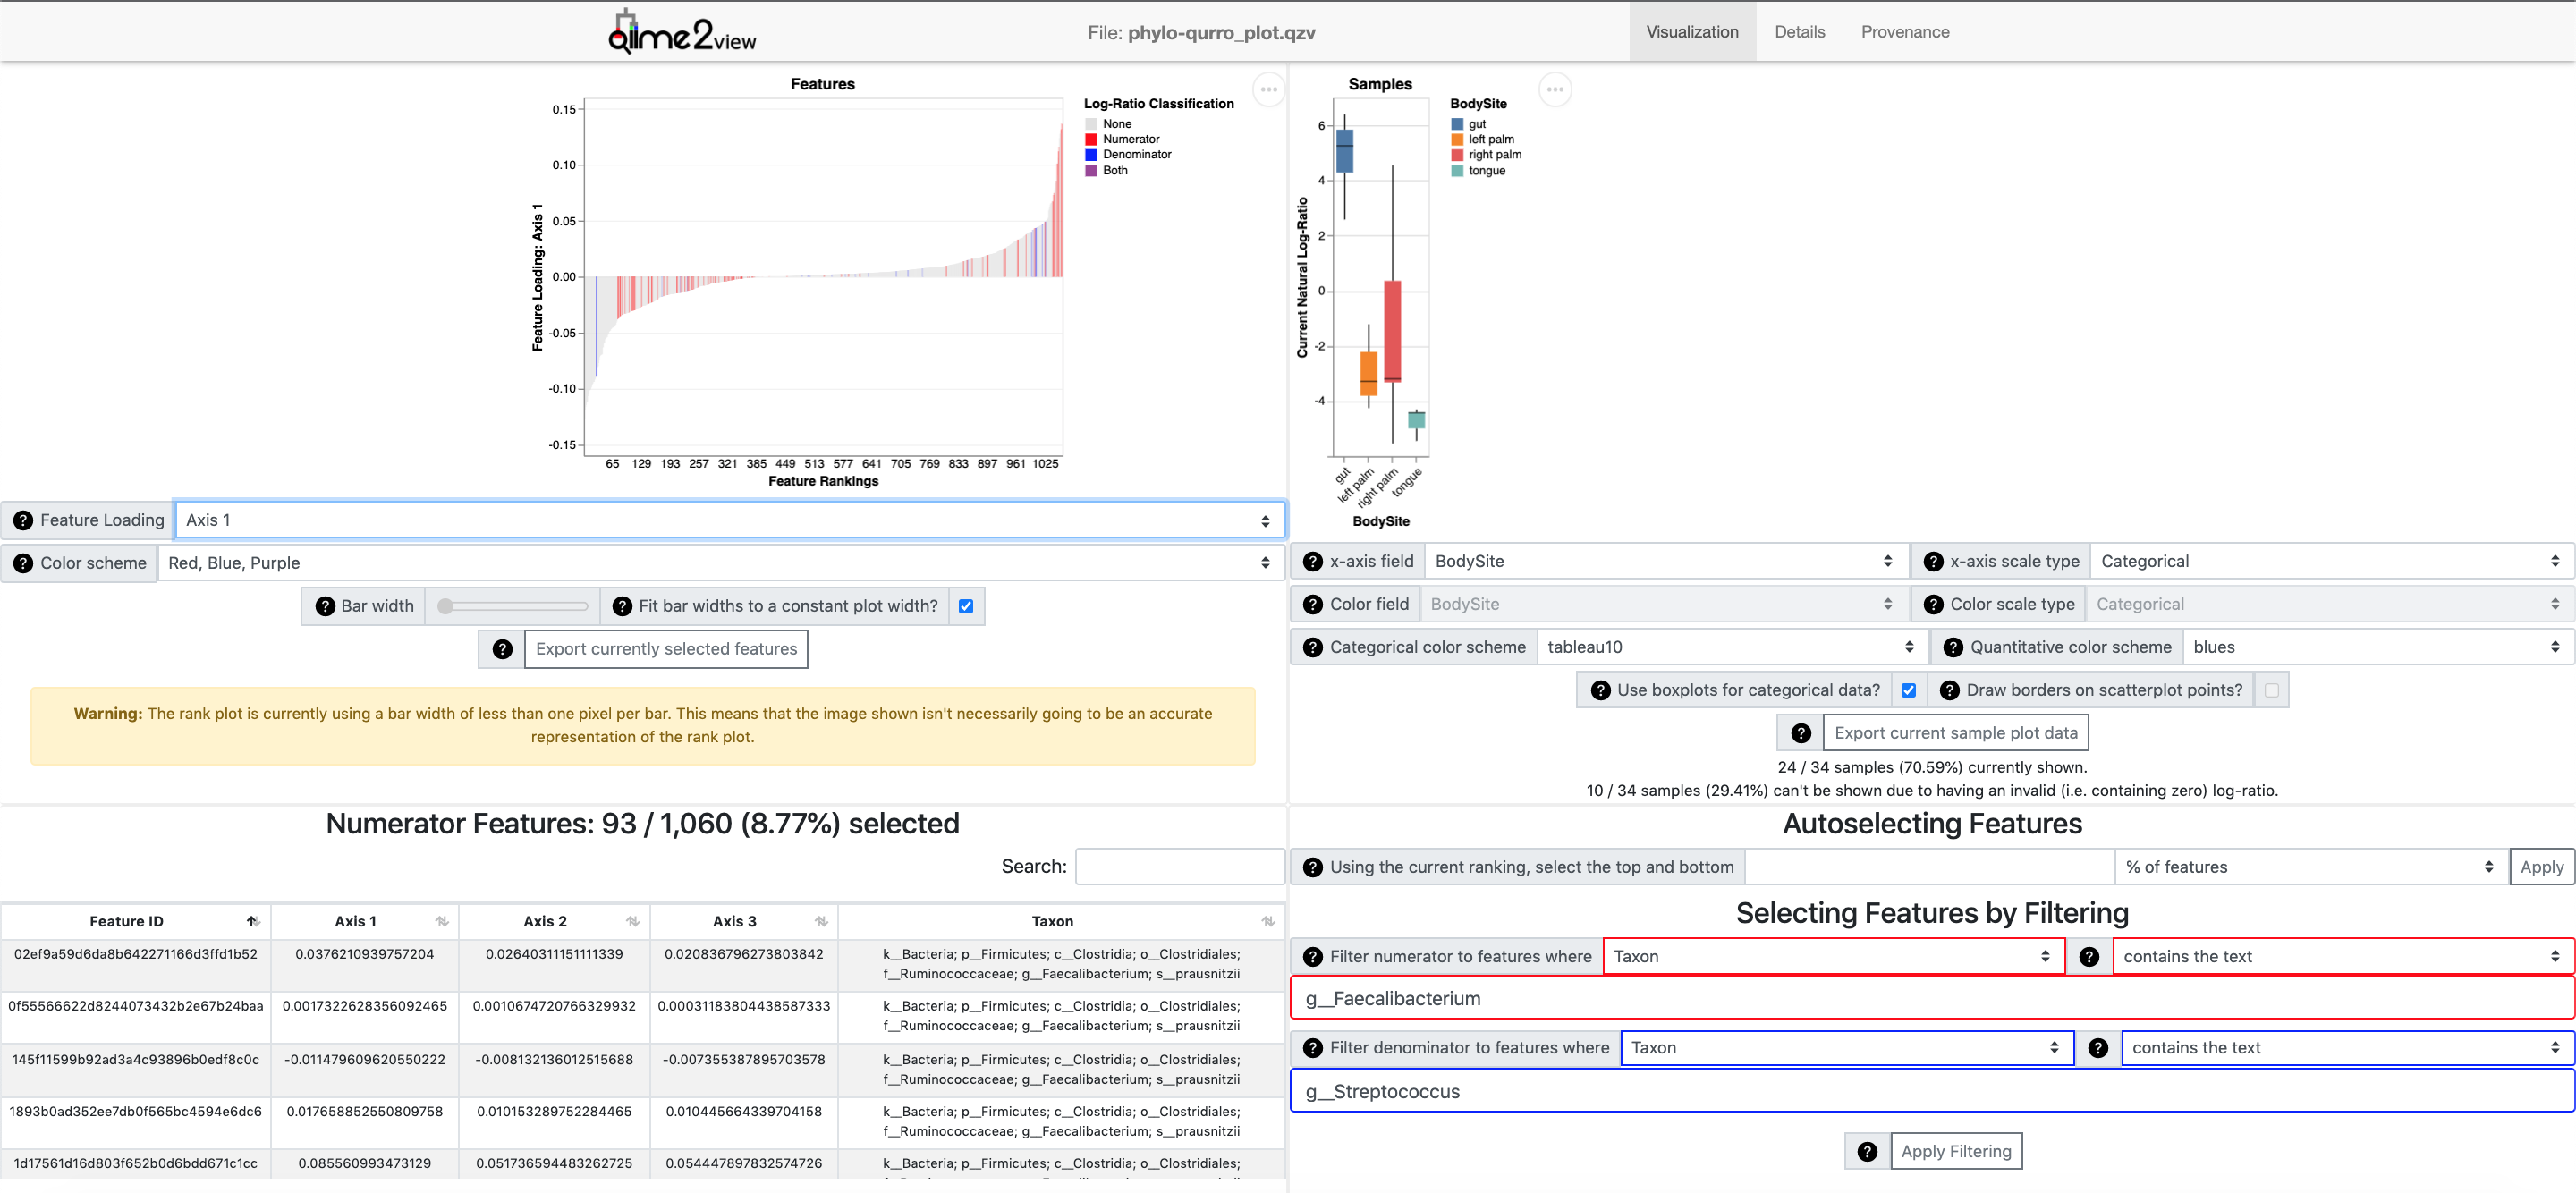 qiime2view
File: phylo-qurro_plot.qzv
Visualization Details Provenance
Features
Feature Loading: Axis 1
0.15
0.10
0.05
0.00
-0.05
-0.10
-0.15
65 129 193 257 321 385 449 513 577 641 705 769 833 897 961 1025
Feature Rankings
Log-Ratio Classification
None
Numerator
Denominator
Both
Samples
Current Natural Log-Ratio
6
4
2
0
-2
-4
gut
left palm
right palm
tongue
BodySite
BodySite
gut
left palm
right palm
tongue
? Feature Loading Axis 1
? Color scheme Red, Blue, Purple
? Bar width ? Fit bar widths to a constant plot width?
? Export currently selected features
Warning: The rank plot is currently using a bar width of less than one pixel per bar. This means that the image shown isn't necessarily going to be an accurate
representation of the rank plot.
? x-axis field BodySite ? x-axis scale type Categorical
? Color field BodySite ? Color scale type Categorical
? Categorical color scheme tableau10 ? Quantitative color scheme blues
? Use boxplots for categorical data? ? Draw borders on scatterplot points?
? Export current sample plot data
24 / 34 samples (70.59%) currently shown.
10 / 34 samples (29.41%) can't be shown due to having an invalid (i.e. containing zero) log-ratio.
Numerator Features: 93 / 1,060 (8.77%) selected
Search:
Feature ID Axis 1 Axis 2 Axis 3 Taxon
02ef9a59d6da8b642271166d3ffd1b52 0.0376210939757204 0.02640311151111339 0.020836796273803842 k__Bacteria; p__Firmicutes; c__Clostridia; o__Clostridiales;
f__Ruminococcaceae; g__Faecalibacterium; s__prausnitzii
0f55566622d8244073432b2e67b24baa 0.0017322628356092465 0.0010674720766329932 0.00031183804438587333 k__Bacteria; p__Firmicutes; c__Clostridia; o__Clostridiales;
f__Ruminococcaceae; g__Faecalibacterium; s__prausnitzii
145f11599b92ad3a4c93896b0edf8c0c -0.011479609620550222 -0.008132136012515688 -0.007355387895703578 k__Bacteria; p__Firmicutes; c__Clostridia; o__Clostridiales;
f__Ruminococcaceae; g__Faecalibacterium; s__prausnitzii
1893b0ad352ee7db0f565bc4594e6dc6 0.017658852550809758 0.010153289752284465 0.010445664339704158 k__Bacteria; p__Firmicutes; c__Clostridia; o__Clostridiales;
f__Ruminococcaceae; g__Faecalibacterium; s__prausnitzii
1d17561d16d803f652b0d6bdd671c1cc 0.085560993473129 0.051736594483262725 0.054447897832574726 k__Bacteria; p__Firmicutes; c__Clostridia; o__Clostridiales;
Autoselecting Features
? Using the current ranking, select the top and bottom % of features Apply
Selecting Features by Filtering
? Filter numerator to features where Taxon ? contains the text
g__Faecalibacterium
? Filter denominator to features where Taxon ? contains the text
g__Streptococcus
? Apply Filtering